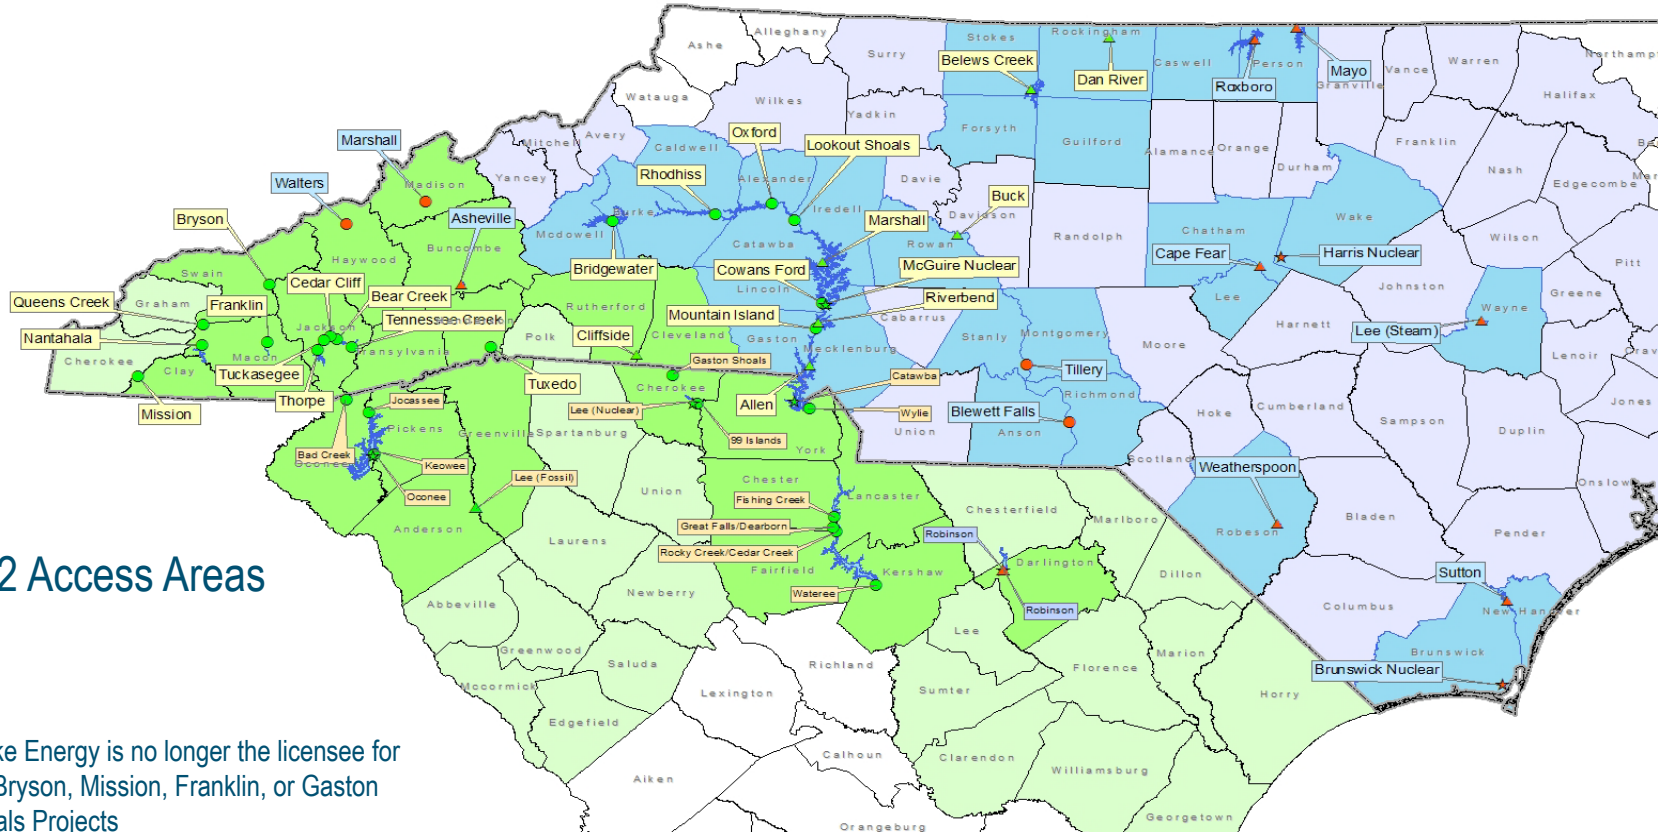 Ashe
Alleghany
Surry
Stokes
Rockingham
Caswell
Person
Granville
Vance
Warren
Northamp
Halifax
Belews Creek
Dan River
Roxboro
Mayo
Watauga
Wilkes
Yadkin
Forsyth
Guilford
Alamance
Orange
Durham
Franklin
Nash
Edgecombe
Mitchell
Avery
Caldwell
Oxford
Lookout Shoals
Marshall
Madison
Yancey
Rhodhiss
Alexander
Davie
Iredell
Buck
Davidson
Randolph
Chatham
Wake
Wilson
Pitt
Walters
Bryson
Asheville
Buncombe
Burke
Mcdowell
Catawba
Marshall
Rowan
Cape Fear
Harris Nuclear
Bridgewater
Cowans Ford
McGuire Nuclear
Swain
Haywood
Cedar Cliff
Bear Creek
Rutherford
Lincoln
Riverbend
Lee
Johnston
Wayne
Greene
Queens Creek
Graham
Franklin
Jackson
Tennessee Creek
Polk
Cliffside
Cleveland
Mountain Island
Gaston
Cabarrus
Mecklenburg
Stanly
Montgomery
Moore
Harnett
Lee (Steam)
Lenoir
Nantahala
Cherokee
Clay
Macon
Tuckasegee
Transylvania
Tuxedo
Gaston Shoals
Cherokee
Catawba
Tillery
Richmond
Mission
Thorpe
Jocassee
Lee (Nuclear)
Allen
Wylie
Blewett Falls
Hoke
Cumberland
Sampson
Duplin
Jones
Pickens
Greenville
Spartanburg
99 Islands
York
Union
Anson
Scotland
Bad Creek
Oconee
Keowee
Oconee
Lee (Fossil)
Union
Chester
Fishing Creek
Lancaster
Chesterfield
Marlboro
Weatherspoon
Onslow
Anderson
Great Falls/Dearborn
Robinson
Robeson
Bladen
Pender
Laurens
Rocky Creek/Cedar Creek
Fairfield
Kershaw
Darlington
Dillon
2 Access Areas
Sutton
Abbeville
Newberry
Wateree
Robinson
Columbus
New Hanover
Lee
Greenwood
Saluda
Richland
Florence
Marion
Brunswick
Brunswick Nuclear
Mccormick
Lexington
Sumter
Horry
Edgefield
ke Energy is no longer the licensee for
Bryson, Mission, Franklin, or Gaston
als Projects
Calhoun
Clarendon
Williamsburg
Aiken
Orangeburg
Georgetown